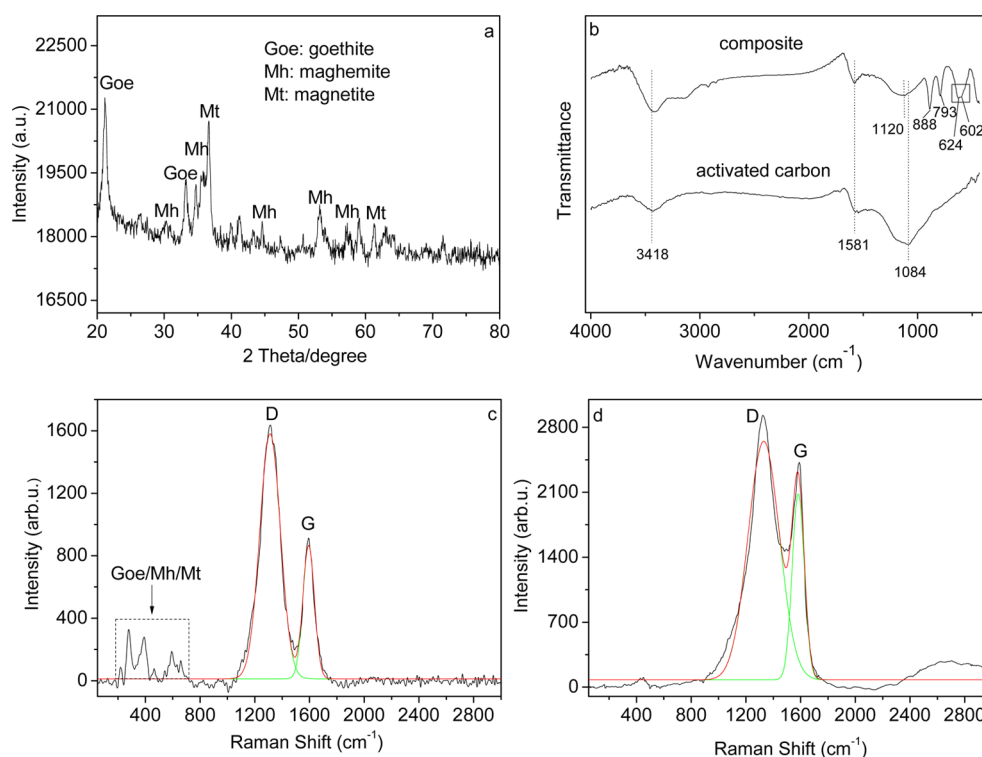 a
Goe: goethite
Mh: maghemite
Mt: magnetite
Goe
Mt
Mh
Goe
Mh
Mh
Mh
Mh
Mt
22500
21000
19500
18000
16500
20 30 40 50 60 70 80
Intensity (a.u.)
2 Theta/degree
b
composite
1120
888
793
624
602
activated carbon
3418
1581
1084
Transmittance
4000 3000 2000 1000
Wavenumber (cm⁻¹)
c
D
G
Goe/Mh/Mt
1600
1200
800
400
0
400 800 1200 1600 2000 2400 2800
Intensity (arb.u.)
Raman Shift (cm⁻¹)
d
D
G
2800
2100
1400
700
0
400 800 1200 1600 2000 2400 2800
Intensity (arb.u.)
Raman Shift (cm⁻¹)